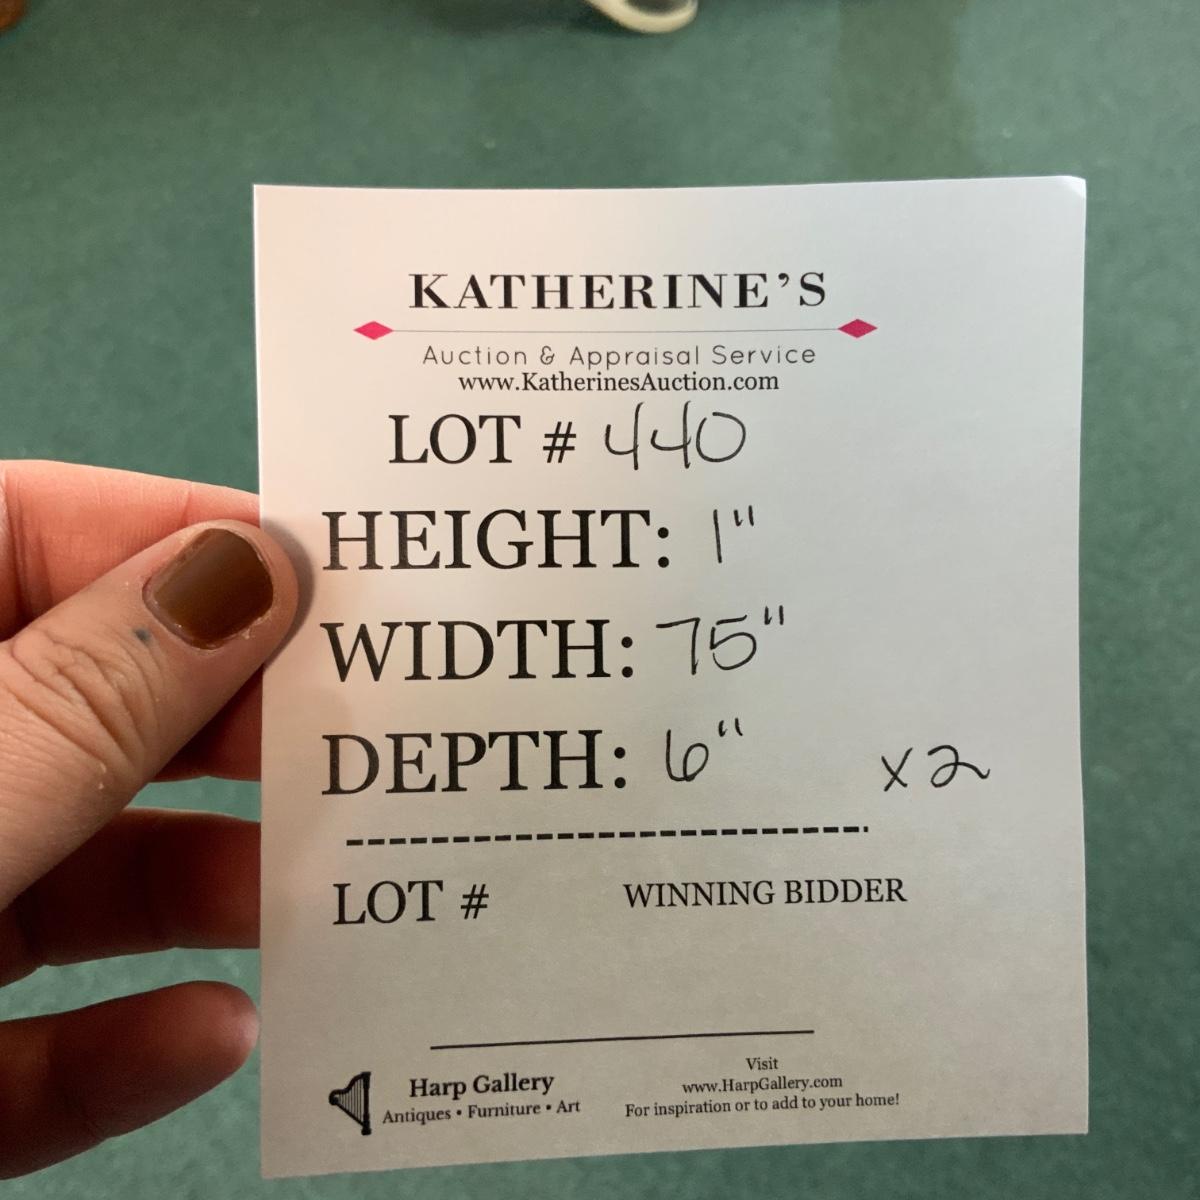 KATHERINE'S
Auction & Appraisal Service
www.KatherinesAuction.com
LOT # 440
HEIGHT: 1"
WIDTH: 75"
DEPTH: 6" x2
LOT # WINNING BIDDER
Harp Gallery
Antiques • Furniture • Art
Visit
www.HarpGallery.com
For inspiration or to add to your home!